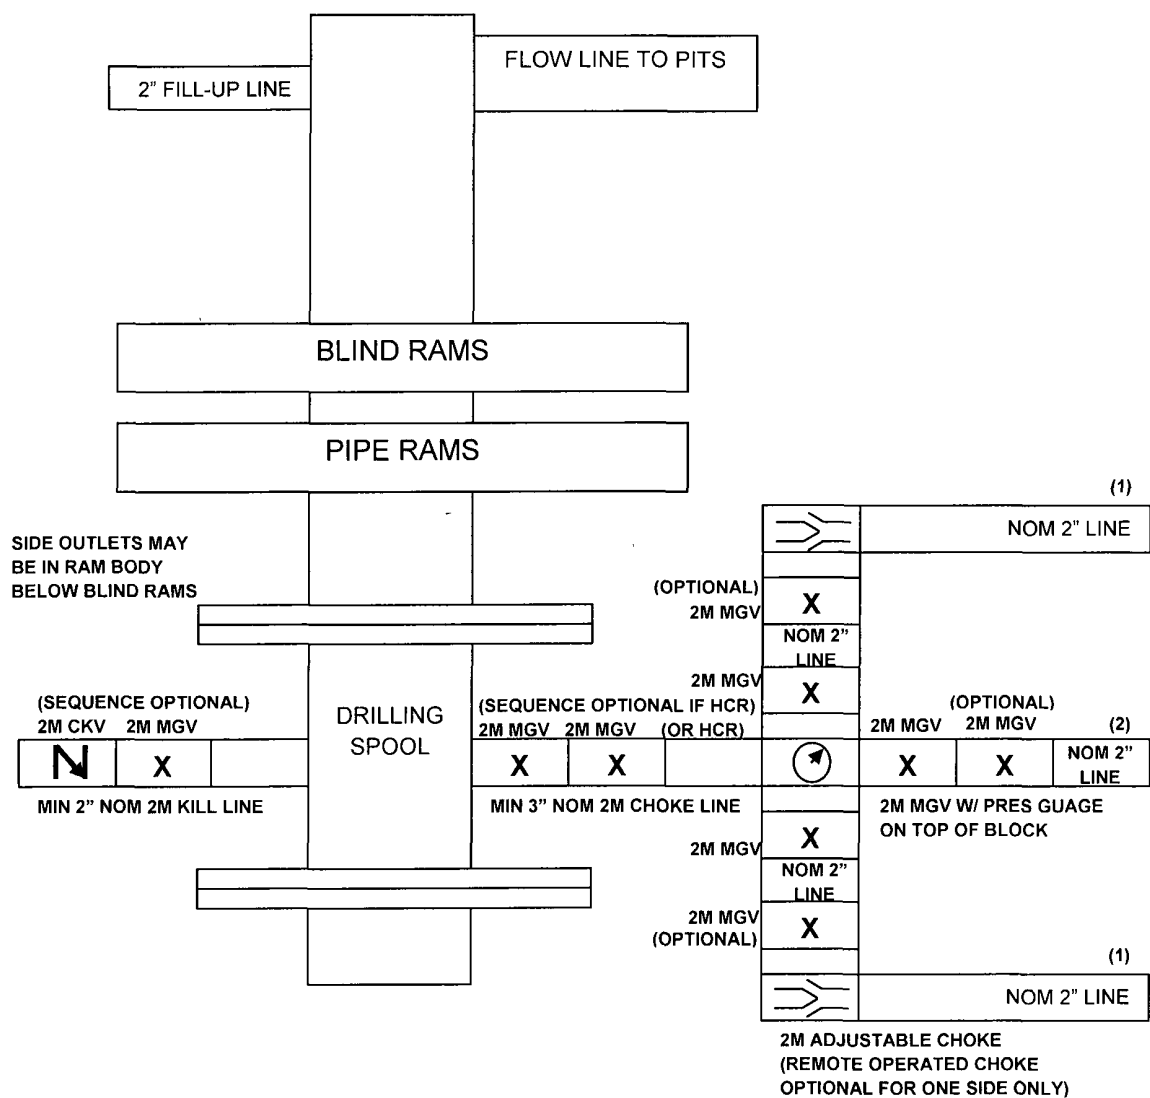 FLOW LINE TO PITS
2" FILL-UP LINE
BLIND RAMS
PIPE RAMS
(1)
NOM 2" LINE
SIDE OUTLETS MAY
BE IN RAM BODY
BELOW BLIND RAMS
(OPTIONAL)
2M MGV
X
NOM 2"
LINE
2M MGV
X
(SEQUENCE OPTIONAL)
2M CKV
2M MGV
X
DRILLING
SPOOL
(SEQUENCE OPTIONAL IF HCR)
2M MGV
2M MGV
(OR HCR)
X
X
(OPTIONAL)
2M MGV
2M MGV
(2)
X
X
NOM 2"
LINE
MIN 2" NOM 2M KILL LINE
MIN 3" NOM 2M CHOKE LINE
2M MGV W/ PRES GUAGE
ON TOP OF BLOCK
2M MGV
X
NOM 2"
LINE
2M MGV
(OPTIONAL)
X
(1)
NOM 2" LINE
2M ADJUSTABLE CHOKE
(REMOTE OPERATED CHOKE
OPTIONAL FOR ONE SIDE ONLY)